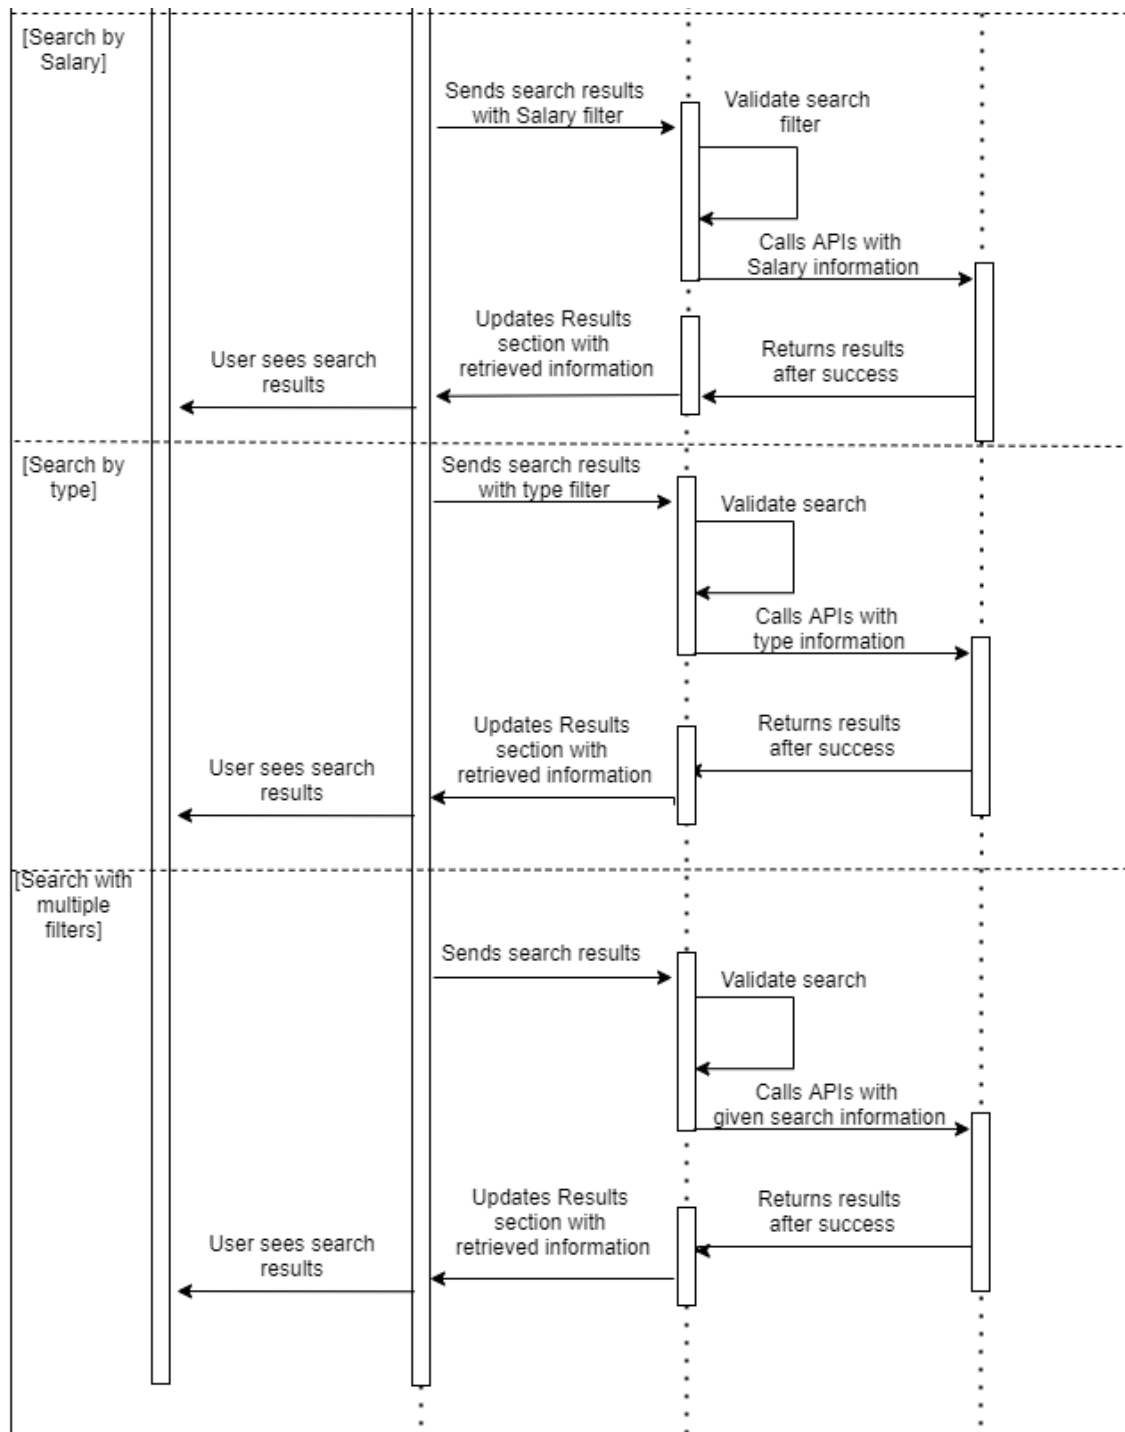 [Search by
Salary]
Sends search results
with Salary filter
Validate search
filter
Calls APIs with
Salary information
Updates Results
section with
retrieved information
Returns results
after success
User sees search
results
[Search by
type]
Sends search results
with type filter
Validate search
Calls APIs with
type information
Updates Results
section with
retrieved information
Returns results
after success
User sees search
results
[Search with
multiple
filters]
Sends search results
Validate search
Calls APIs with
given search information
Updates Results
section with
retrieved information
Returns results
after success
User sees search
results